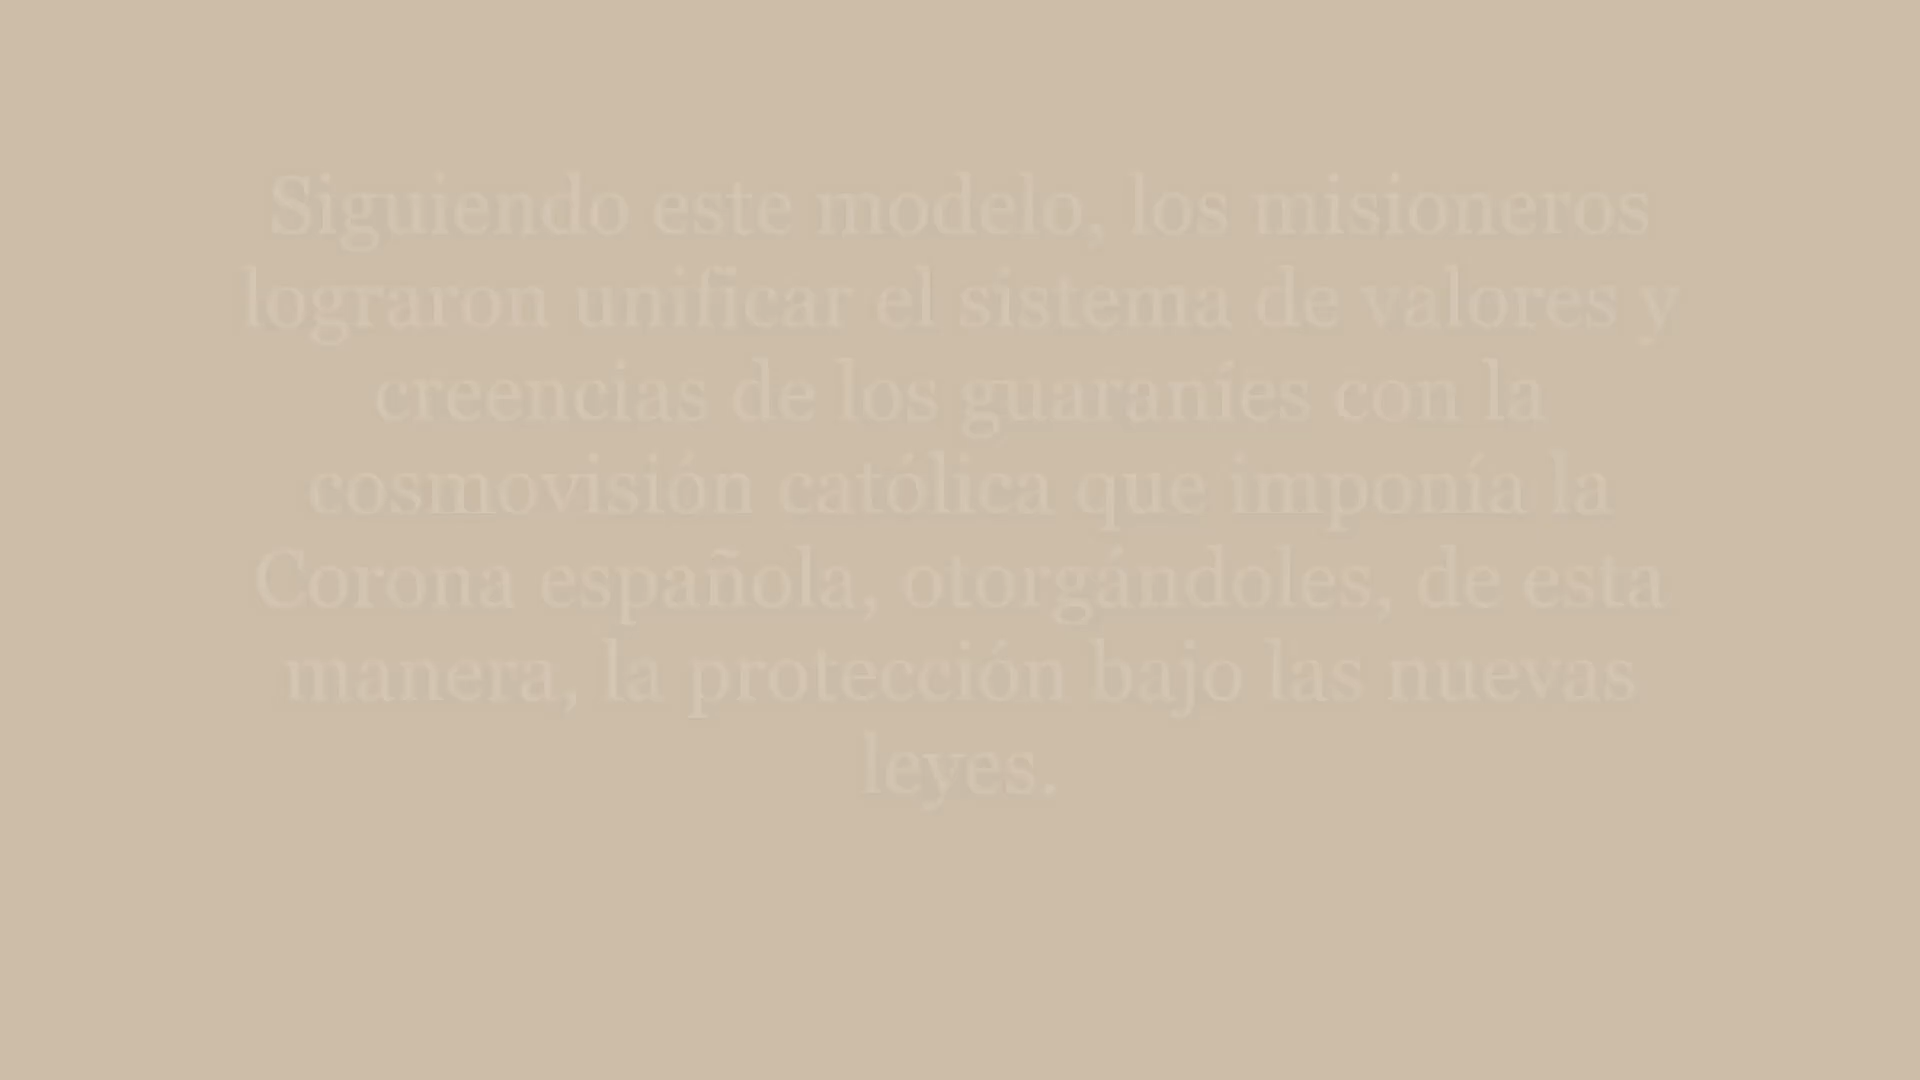 Siguiendo este modelo, los misioneros
lograron unificar el sistema de valores y
creencias de los guaraníes con la
cosmovisión católica que imponía la
Corona española, otorgándoles, de esta
manera, la protección bajo las nuevas
leyes.